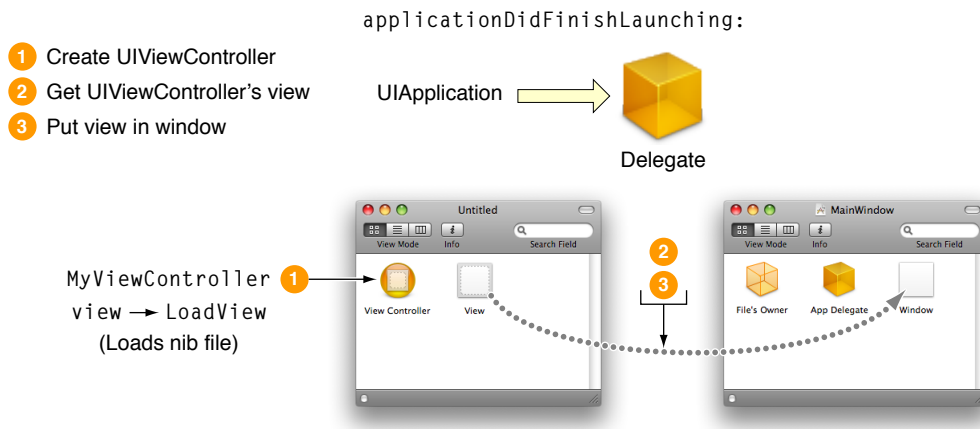 applicationDidFinishLaunching:
1 Create UIViewController
2 Get UIViewController's view
3 Put view in window
UIApplication
Delegate
Untitled
View Mode Info Search Field
View Controller View
MyViewController 1
view → LoadView
(Loads nib file)
2
3
MainWindow
View Mode Info Search Field
File's Owner App Delegate Window